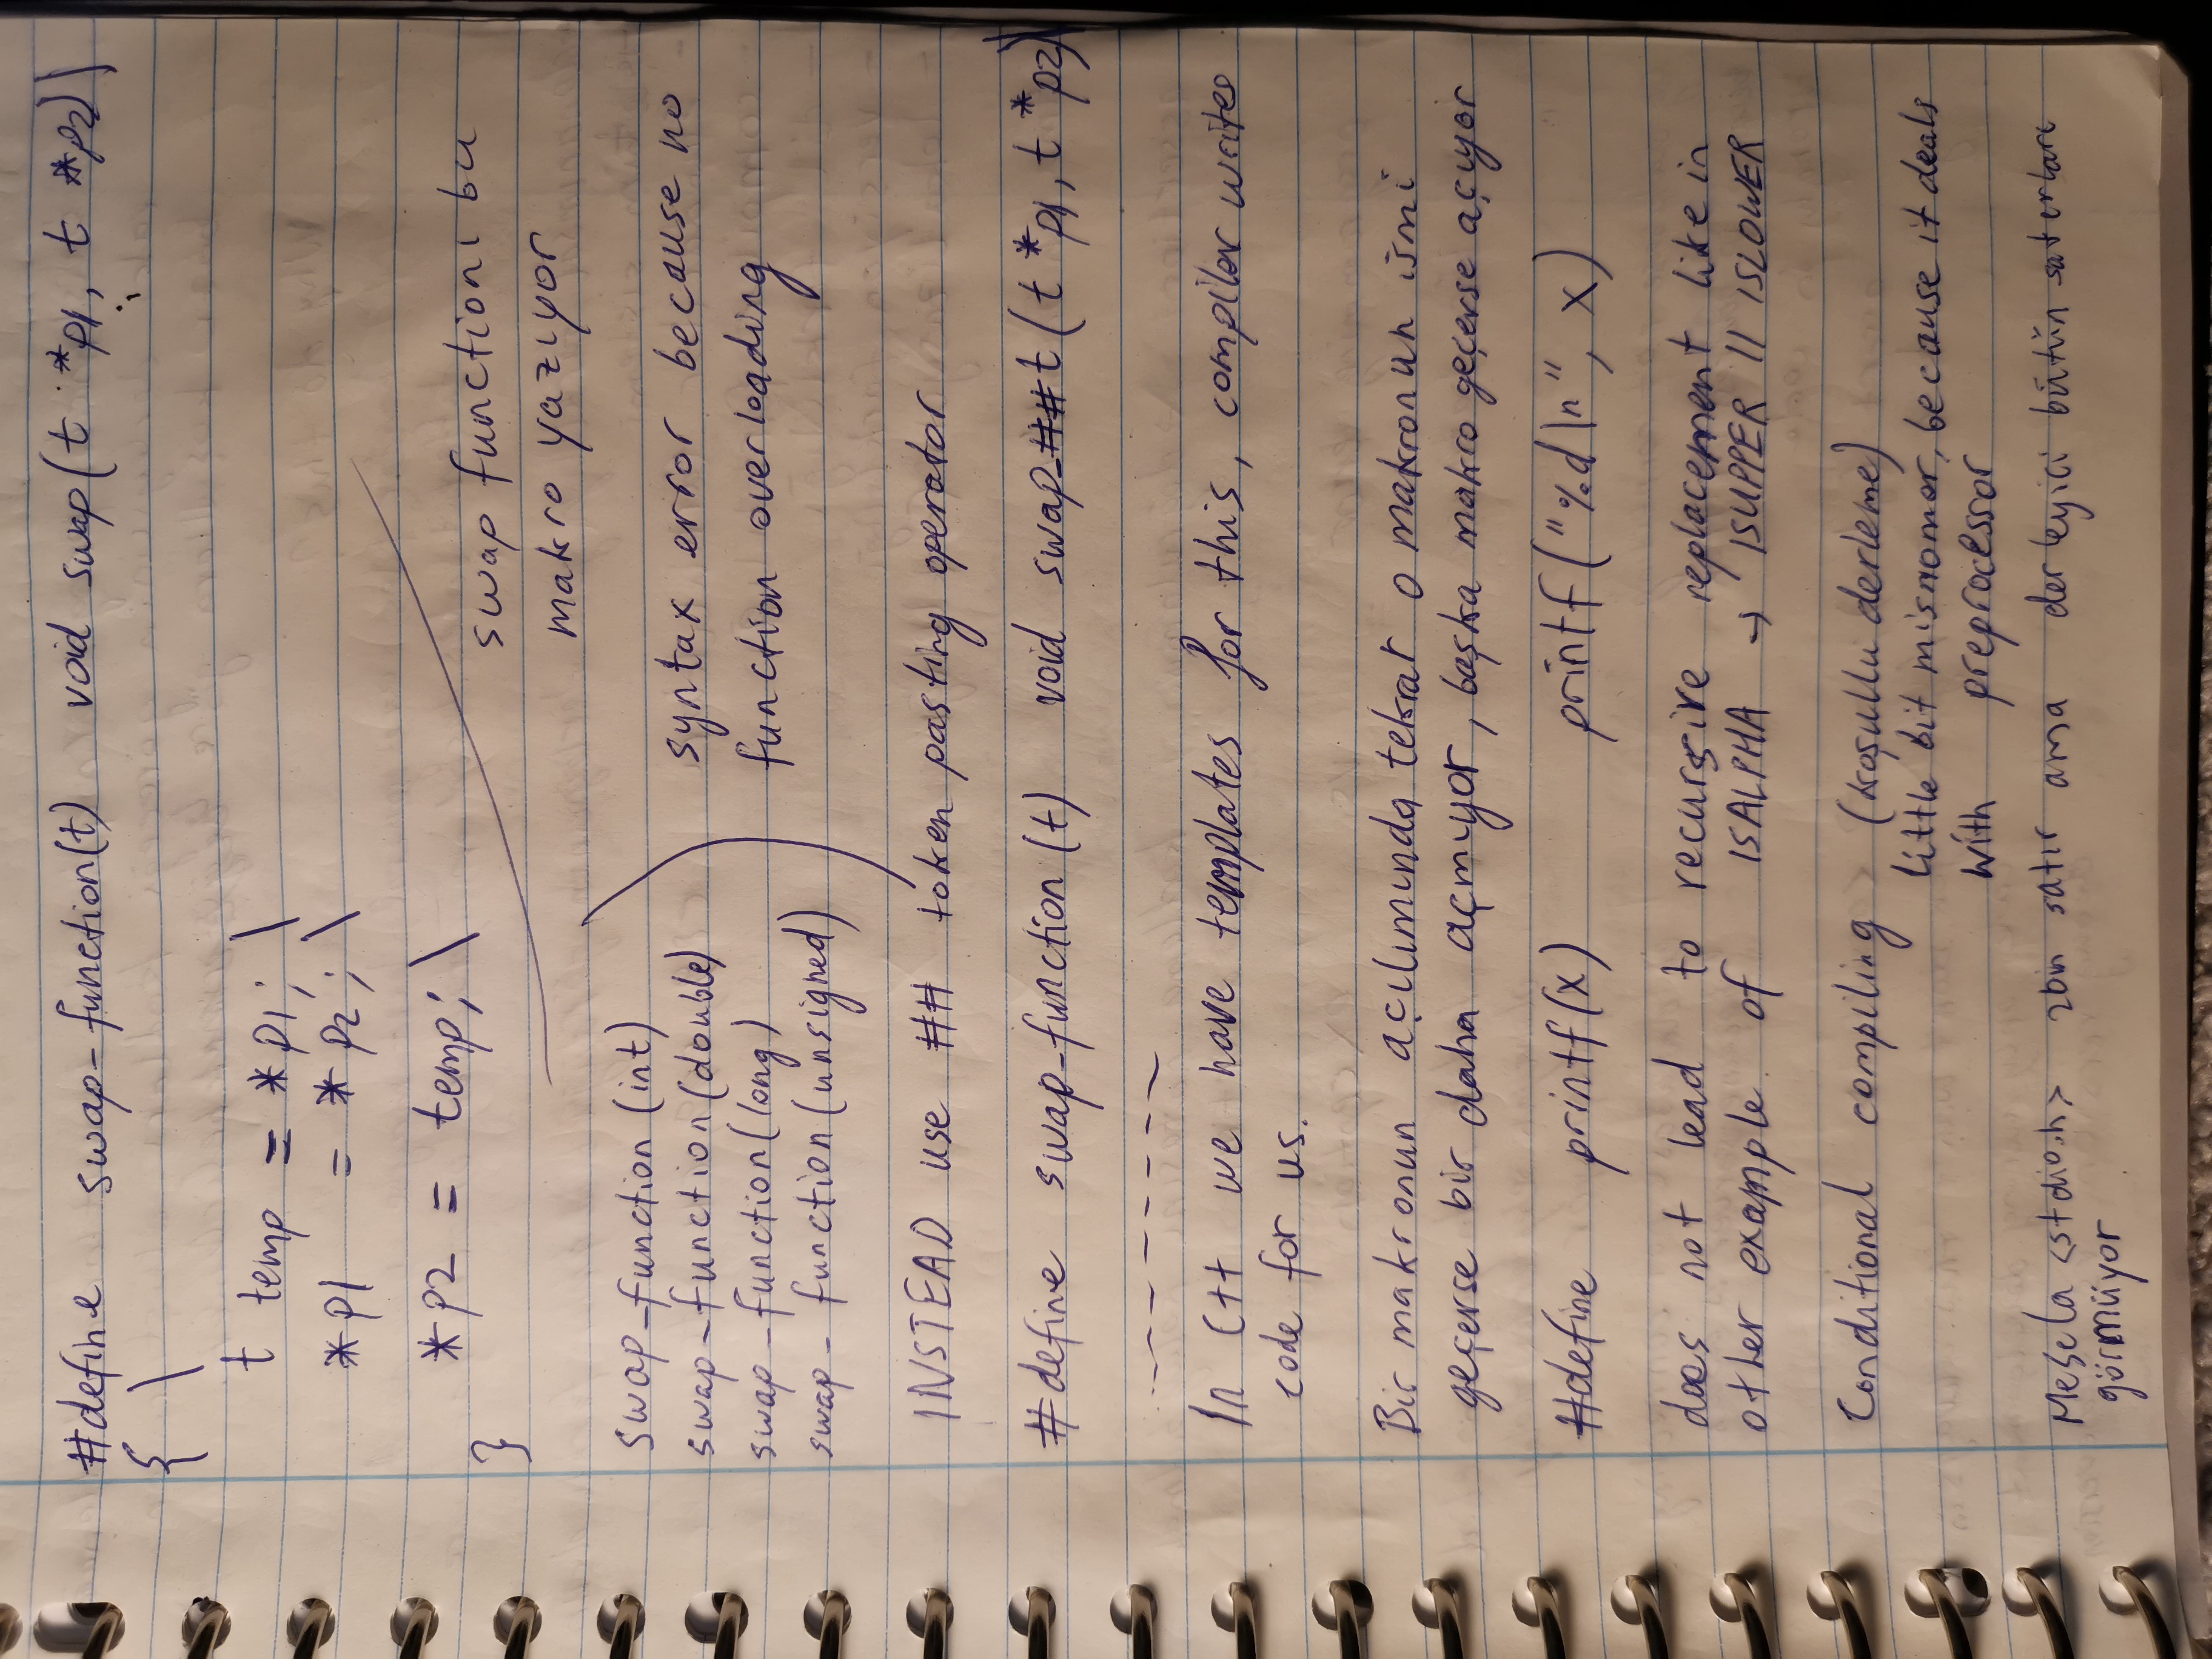 #define swap_function(t) void swap(t *p1, t *p2)\
{ \
t temp = *p1; \
*p1 = *p2; \
*p2 = temp; \
}
swap functionı bu
makro yazıyor
swap_function(int)
swap_function(double)
swap_function(long)
swap_function(unsigned)
syntax error because no
function overloading
INSTEAD use ## token pasting operator
#define swap_function(t) void swap_##t(t *p1, t *p2)\
In C++ we have templates for this, compiler writes
code for us.
Bir makronun açılımında tekrar o makronun ismi
geçerse bir daha açmıyor, başka makro geçerse açıyor
#define printf(x) printf("%d\n", x)
does not lead to recursive replacement like in
other example of ISALPHA → ISUPPER || ISLOWER
Conditional compiling (koşullu derleme)
little bit misnomer, because it deals
with preprocessor
Mesela <stdio.h> 2bin satır ama derleyici bütün satırları
görmüyor